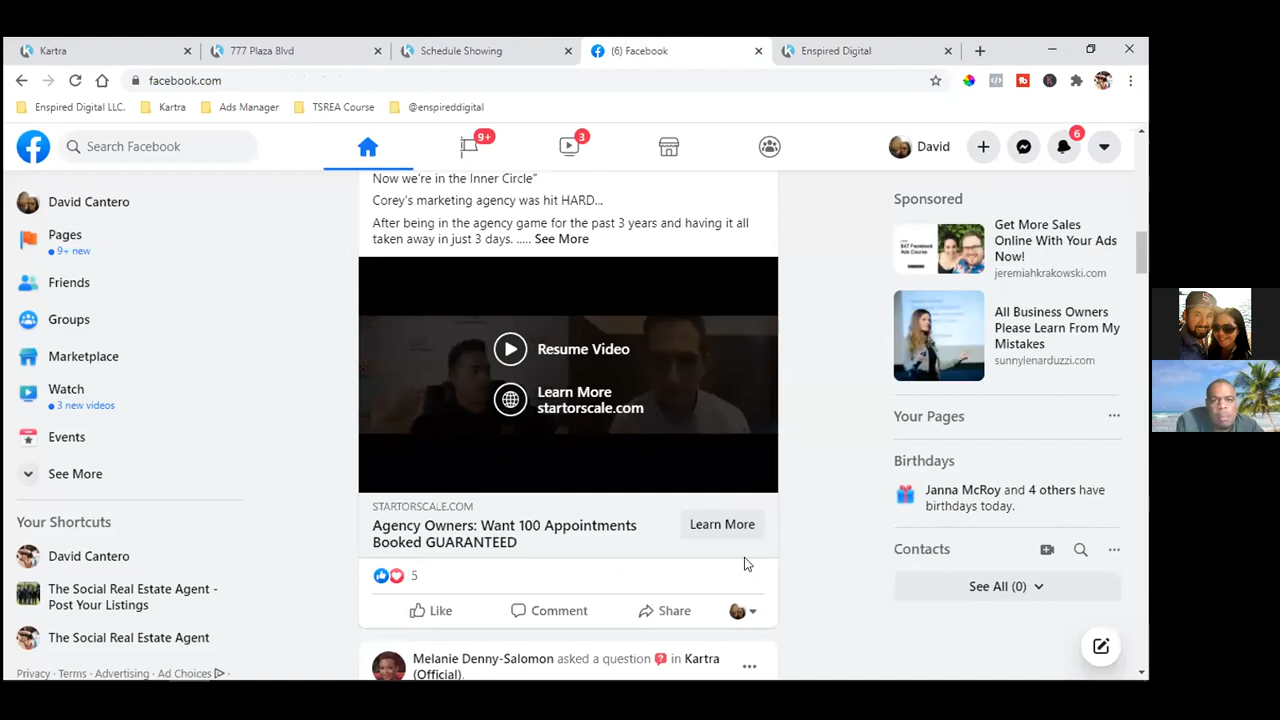 Kartra
777 Plaza Blvd
Schedule Showing
(6) Facebook
Enspired Digital
facebook.com
Enspired Digital LLC.
Kartra
Ads Manager
TSREA Course
@enspireddigital
Search Facebook
9+
3
David
6
David Cantero
Pages
9+ new
Friends
Groups
Marketplace
Watch
3 new videos
Events
See More
Your Shortcuts
David Cantero
The Social Real Estate Agent -
Post Your Listings
The Social Real Estate Agent
Privacy · Terms · Advertising · Ad Choices ·
Now we're in the Inner Circle"
Corey's marketing agency was hit HARD...
After being in the agency game for the past 3 years and having it all
taken away in just 3 days. ..... See More
Resume Video
Learn More
startorscale.com
STARTORSCALE.COM
Agency Owners: Want 100 Appointments
Booked GUARANTEED
Learn More
5
Like
Comment
Share
Melanie Denny-Salomon asked a question in Kartra
(Official).
Sponsored
Get More Sales
Online With Your Ads
Now!
jeremiahkrakowski.com
All Business Owners
Please Learn From My
Mistakes
sunnylenarduzzi.com
Your Pages
Birthdays
Janna McRoy and 4 others have
birthdays today.
Contacts
See All (0)